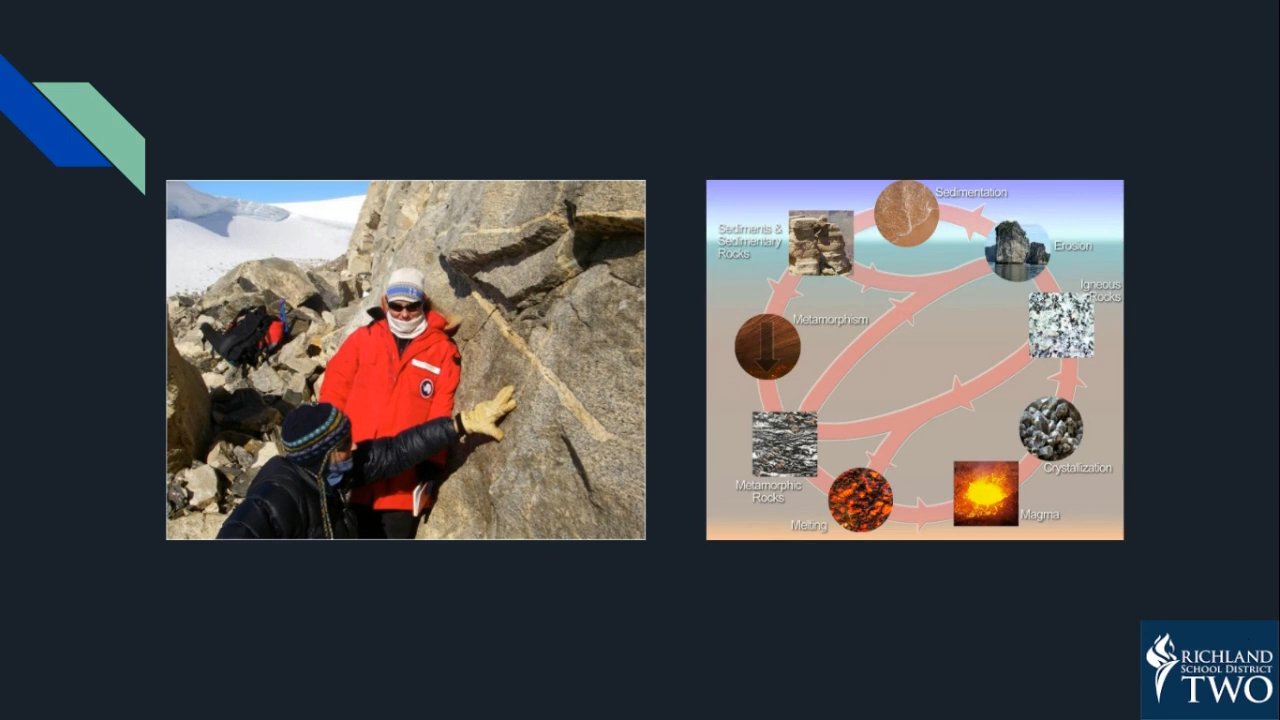 Sedimentation
Sediments &
Sedimentary
Rocks
Erosion
Igneous
Rocks
Metamorphism
Crystallization
Metamorphic
Rocks
Magma
Melting
RICHLAND
SCHOOL DISTRICT
TWO